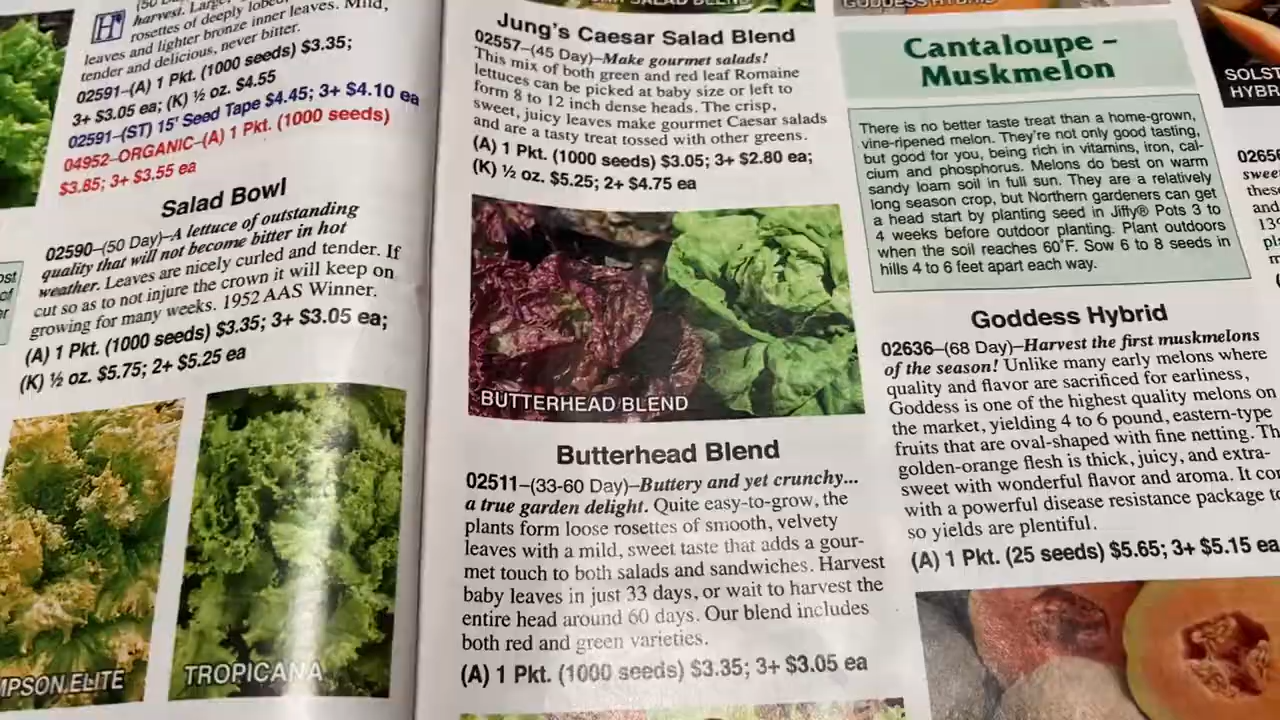 harvest. Large,
rosettes of deeply lobed
leaves and lighter bronze inner leaves. Mild,
tender and delicious, never bitter.
02591–(A) 1 Pkt. (1000 seeds) $3.35;
3+ $3.05 ea; (K) ½ oz. $4.55
02591–(ST) 15' Seed Tape $4.45; 3+ $4.10 ea
04952–ORGANIC–(A) 1 Pkt. (1000 seeds)
$3.85; 3+ $3.55 ea
Salad Bowl
02590–(50 Day)–A lettuce of outstanding
quality that will not become bitter in hot
weather. Leaves are nicely curled and tender. If
cut so as to not injure the crown it will keep on
growing for many weeks. 1952 AAS Winner.
(A) 1 Pkt. (1000 seeds) $3.35; 3+ $3.05 ea;
(K) ½ oz. $5.75; 2+ $5.25 ea
MPSON ELITE
TROPICANA
SALAD BLEND
Jung's Caesar Salad Blend
02557–(45 Day)–Make gourmet salads!
This mix of both green and red leaf Romaine
lettuces can be picked at baby size or left to
form 8 to 12 inch dense heads. The crisp,
sweet, juicy leaves make gourmet Caesar salads
and are a tasty treat tossed with other greens.
(A) 1 Pkt. (1000 seeds) $3.05; 3+ $2.80 ea;
(K) ½ oz. $5.25; 2+ $4.75 ea
BUTTERHEAD BLEND
Butterhead Blend
02511–(33-60 Day)–Buttery and yet crunchy...
a true garden delight. Quite easy-to-grow, the
plants form loose rosettes of smooth, velvety
leaves with a mild, sweet taste that adds a gour-
met touch to both salads and sandwiches. Harvest
baby leaves in just 33 days, or wait to harvest the
entire head around 60 days. Our blend includes
both red and green varieties.
(A) 1 Pkt. (1000 seeds) $3.35; 3+ $3.05 ea
GODDESS HYBRID
Cantaloupe –
Muskmelon
There is no better taste treat than a home-grown,
vine-ripened melon. They're not only good tasting,
but good for you, being rich in vitamins, iron, cal-
cium and phosphorus. Melons do best on warm
sandy loam soil in full sun. They are a relatively
long season crop, but Northern gardeners can get
a head start by planting seed in Jiffy® Pots 3 to
4 weeks before outdoor planting. Plant outdoors
when the soil reaches 60°F. Sow 6 to 8 seeds in
hills 4 to 6 feet apart each way.
Goddess Hybrid
02636–(68 Day)–Harvest the first muskmelons
of the season! Unlike many early melons where
quality and flavor are sacrificed for earliness,
Goddess is one of the highest quality melons on
the market, yielding 4 to 6 pound, eastern-type
fruits that are oval-shaped with fine netting. Th
golden-orange flesh is thick, juicy, and extra-
sweet with wonderful flavor and aroma. It co
with a powerful disease resistance package t
so yields are plentiful.
(A) 1 Pkt. (25 seeds) $5.65; 3+ $5.15 ea
SOLST
HYBR
0265
swee
thes
and